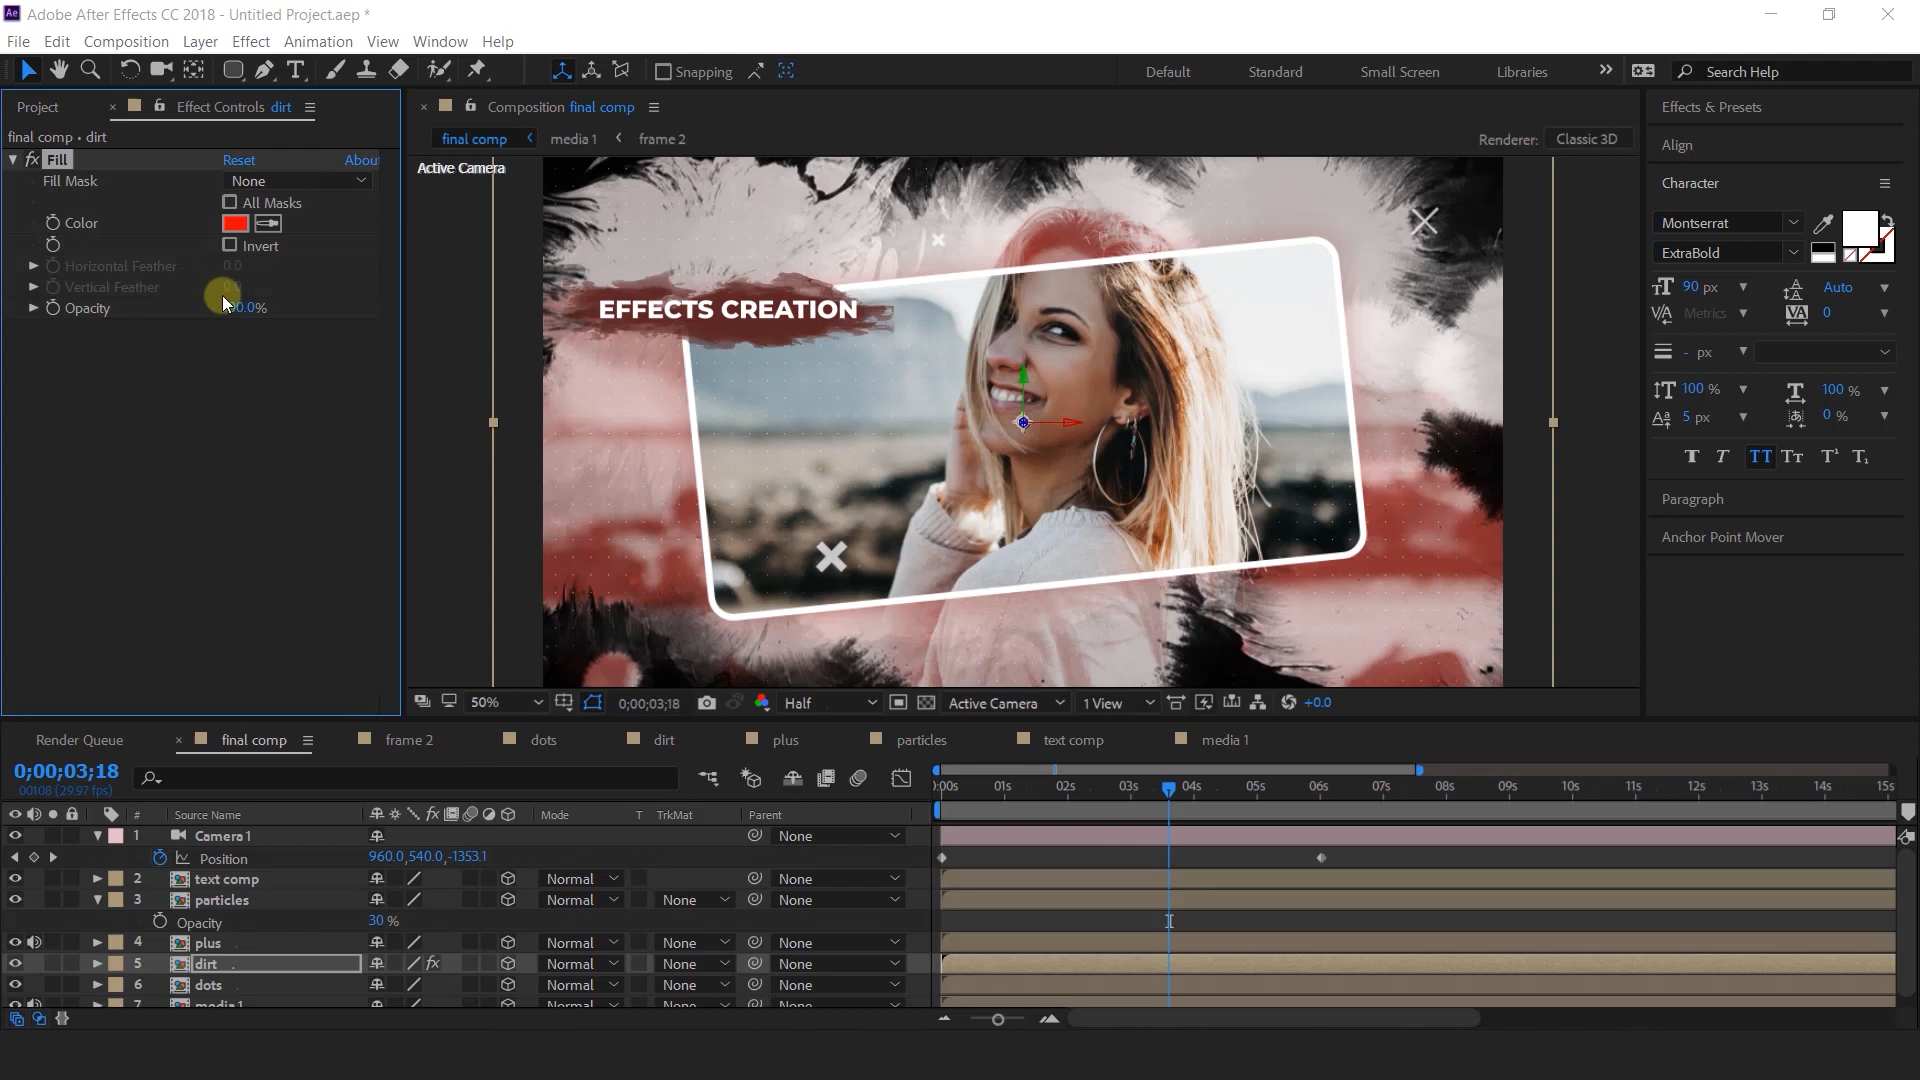 Ae Adobe After Effects CC 2018 - Untitled Project.aep *
File Edit Composition Layer Effect Animation View Window Help
Snapping Default Standard Small Screen Libraries Search Help
Project Effect Controls dirt
Composition final comp
Effects & Presets
final comp • dirt
final comp media 1 frame 2 Renderer: Classic 3D
Align
fx Fill Reset About
Active Camera
Fill Mask None
Character
All Masks
Color
Montserrat
Invert
ExtraBold
Horizontal Feather 0.0
Vertical Feather
Opacity
EFFECTS CREATION
90 px Auto
Metrics 0
- px
100 % 100 %
5 px 0 %
T T TT Tт T¹ T₁
Paragraph
Anchor Point Mover
50% 0;00;03;18 Half Active Camera 1 View +0.0
Render Queue final comp frame 2 dots dirt plus particles text comp media 1
0;00;03;18
00108 (29.97 fps)
0:00s 01s 02s 03s 04s 05s 06s 07s 08s 09s 10s 11s 12s 13s 14s 15s
# Source Name fx Mode T TrkMat Parent
1 Camera 1 None
Position 960.0,540.0,-1353.1
2 text comp Normal None
3 particles Normal None None
Opacity 30 %
4 plus Normal None None
5 dirt fx Normal None None
6 dots Normal None None
7 media1 Normal None None